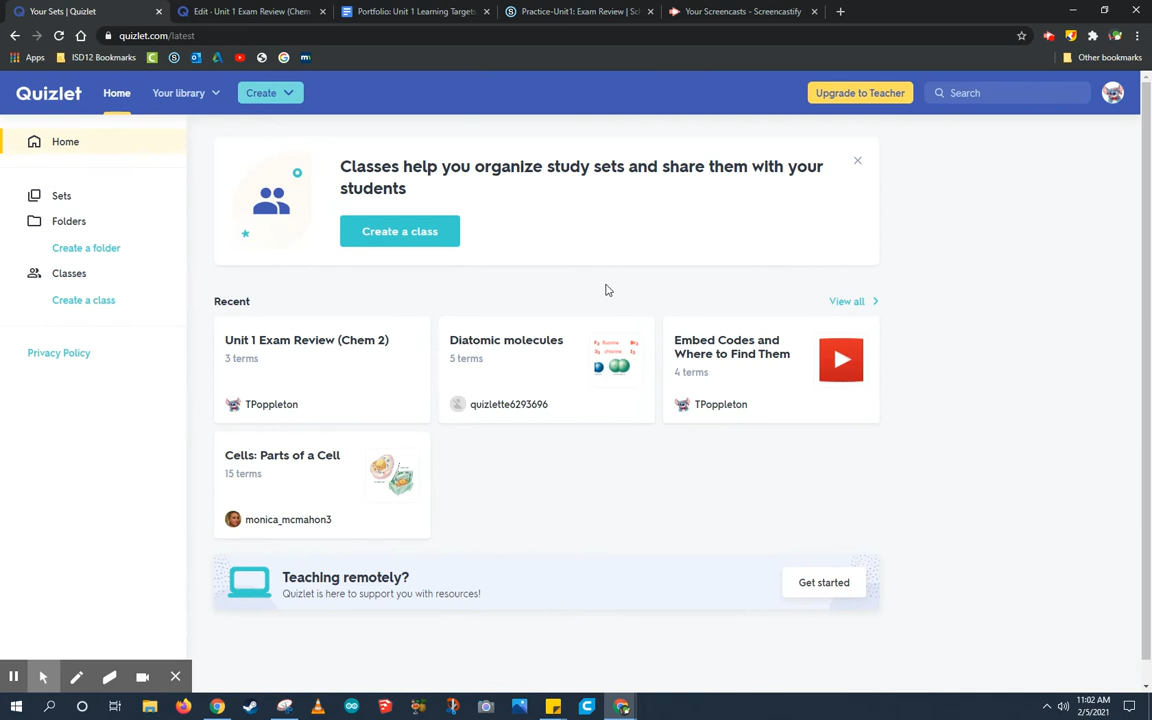 Your Sets | Quizlet
Edit - Unit 1 Exam Review (Chem
Portfolio: Unit 1 Learning Targets
Practice-Unit1: Exam Review | Sch
Your Screencasts - Screencastify
quizlet.com/latest
Apps
ISD12 Bookmarks
Other bookmarks
Quizlet
Home
Your library
Create
Upgrade to Teacher
Search
Home
Sets
Folders
Create a folder
Classes
Create a class
Privacy Policy
Classes help you organize study sets and share them with your
students
Create a class
Recent
View all
Unit 1 Exam Review (Chem 2)
3 terms
TPoppleton
Diatomic molecules
5 terms
quizlette6293696
Embed Codes and
Where to Find Them
4 terms
TPoppleton
Cells: Parts of a Cell
15 terms
monica_mcmahon3
Teaching remotely?
Quizlet is here to support you with resources!
Get started
11:02 AM
2/5/2021